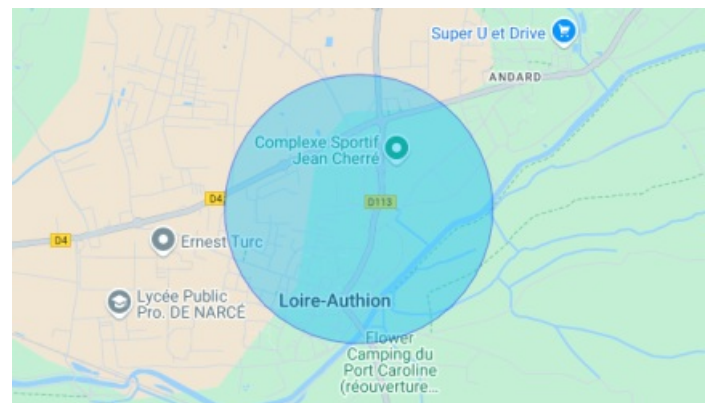 Super U et Drive
ANDARD
Complexe Sportif
Jean Cherré
D4
D113
D4
Ernest Turc
Lycée Public
Pro. DE NARCÉ
Loire-Authion
Flower
Camping du
Port Caroline
(réouverture...